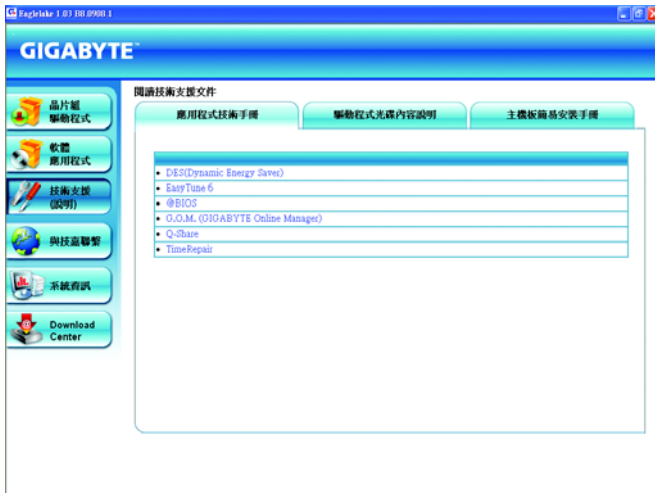 Eaglelake 1.03 B8.0908.1
GIGABYTE™
晶片組
驅動程式
軟體
應用程式
技術支援
(說明)
與技嘉聯繫
系統資訊
Download
Center
閱讀技術支援文件
應用程式技術手冊
驅動程式光碟內容說明
主機板簡易安裝手冊
• DES(Dynamic Energy Saver)
• EasyTune 6
• @BIOS
• G.O.M. (GIGABYTE Online Manager)
• Q-Share
• TimeRepair